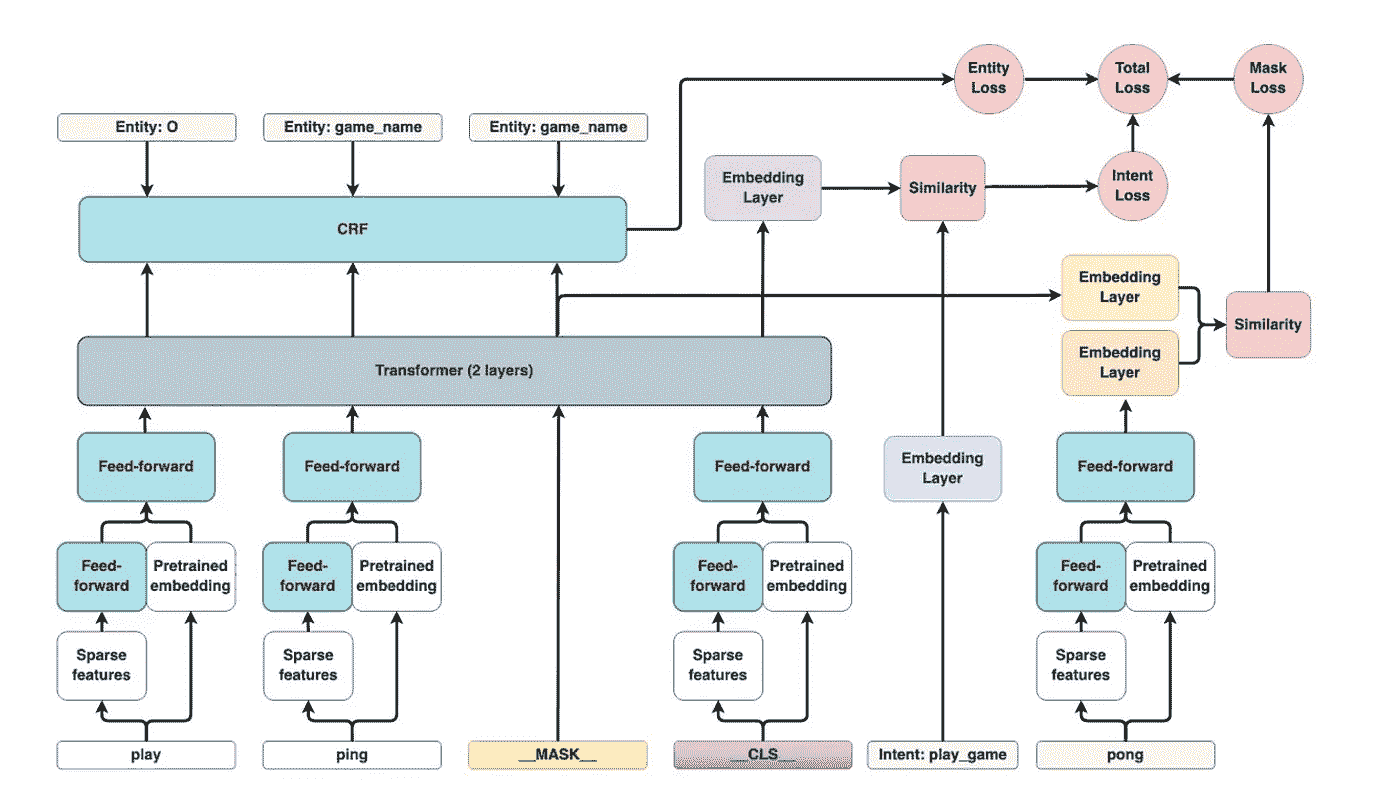 Entity
Loss
Total
Loss
Mask
Loss
Entity: O
Entity: game_name
Entity: game_name
Embedding
Layer
Similarity
Intent
Loss
CRF
Embedding
Layer
Similarity
Embedding
Layer
Transformer (2 layers)
Feed-forward
Feed-forward
Feed-forward
Embedding
Layer
Feed-forward
Feed-
forward
Pretrained
embedding
Feed-
forward
Pretrained
embedding
Feed-
forward
Pretrained
embedding
Feed-
forward
Pretrained
embedding
Sparse
features
Sparse
features
Sparse
features
Sparse
features
play
ping
__MASK__
__CLS__
Intent: play_game
pong